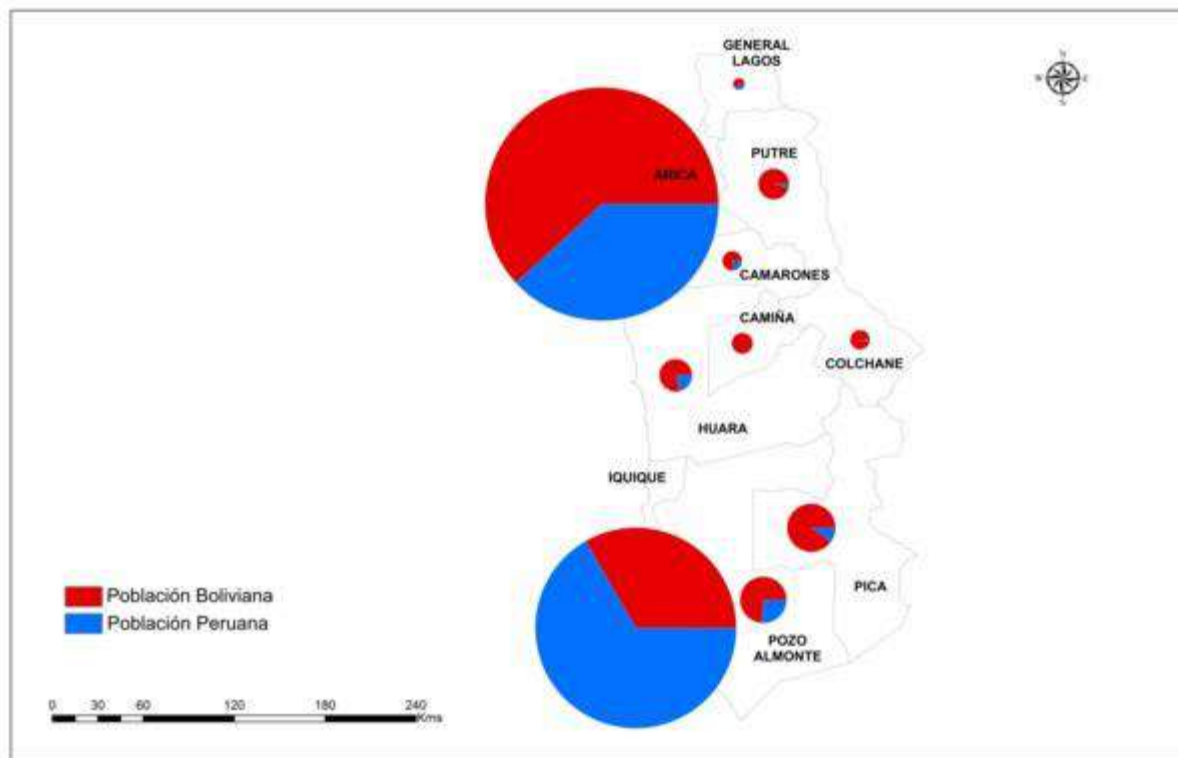 GENERAL
LAGOS
N
W
E
S
PUTRE
ARICA
CAMARONES
CAMIÑA
COLCHANE
HUARA
IQUIQUE
PICA
POZO
ALMONTE
Población Boliviana
Población Peruana
0 30 60 120 180 240
Kms